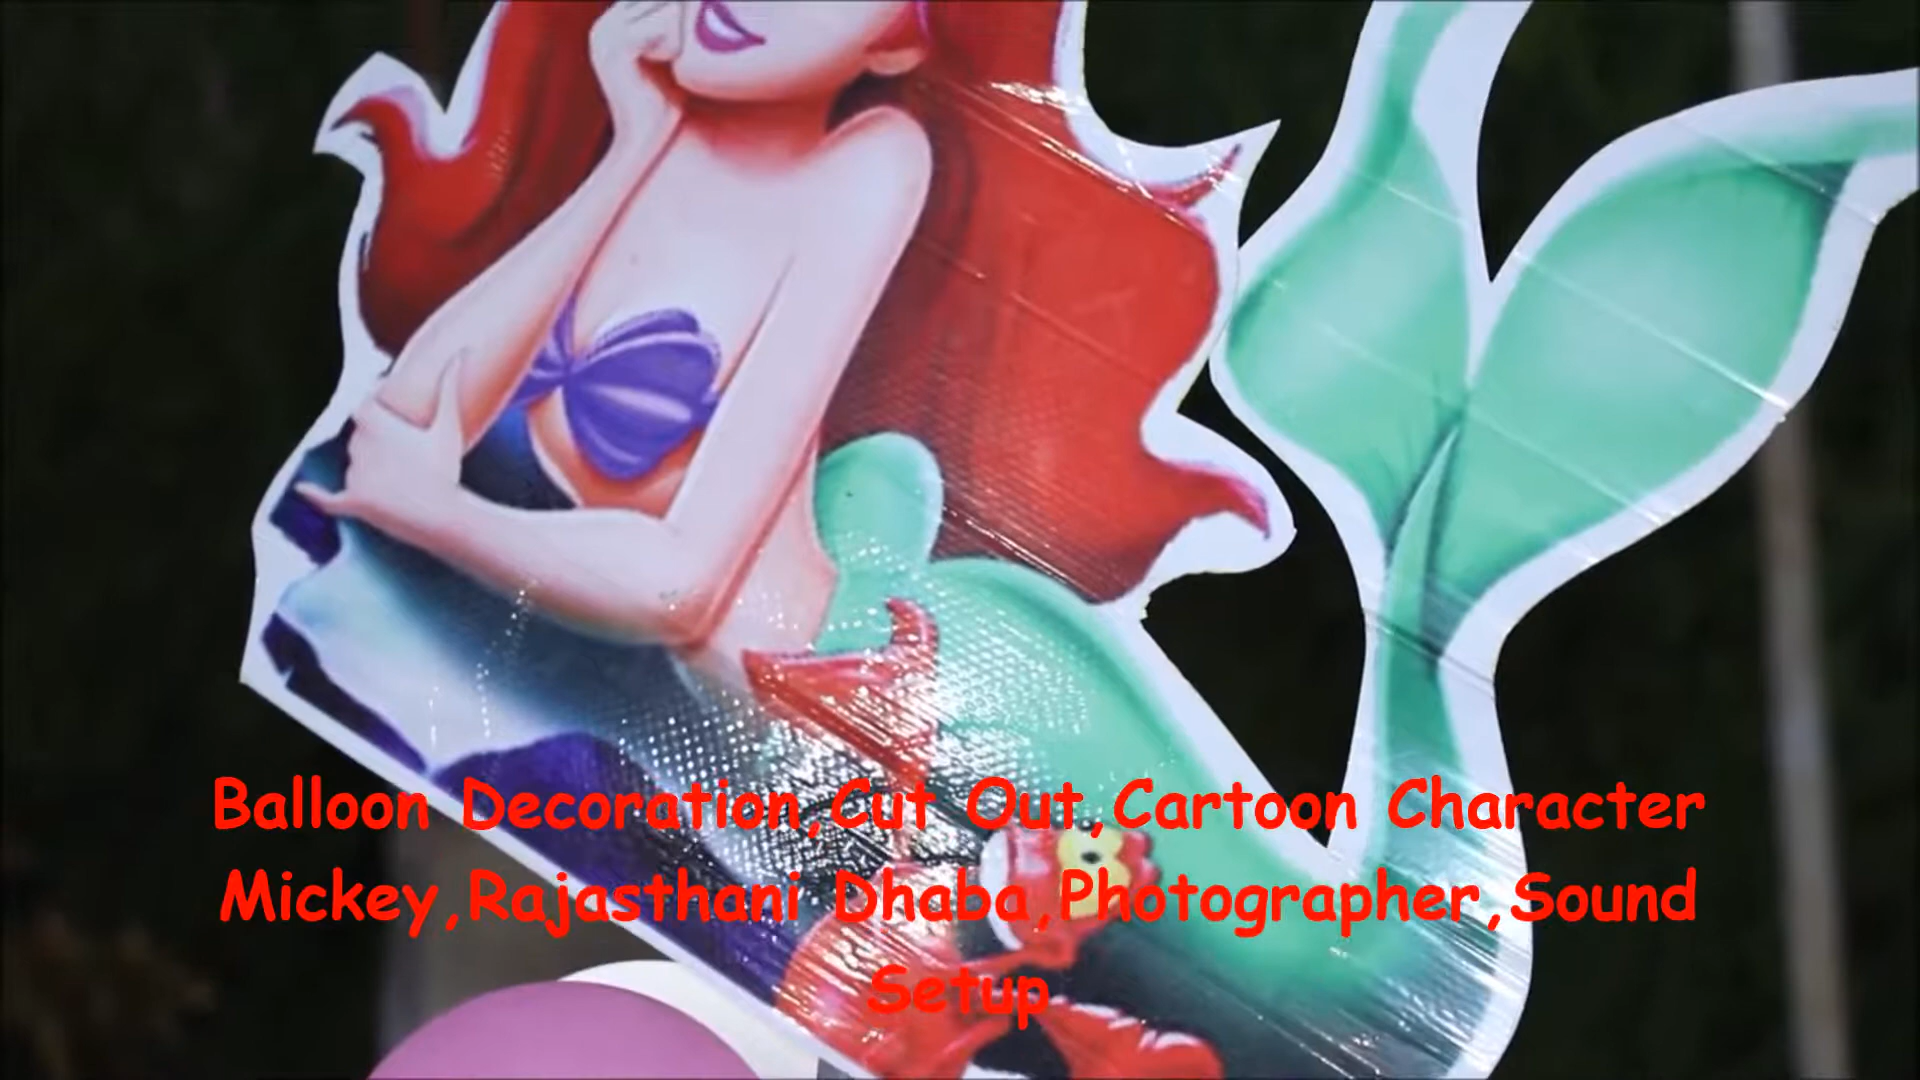 Balloon Decoration,Cut Out,Cartoon Character
Mickey,Rajasthani Dhaba,Photographer,Sound
Setup